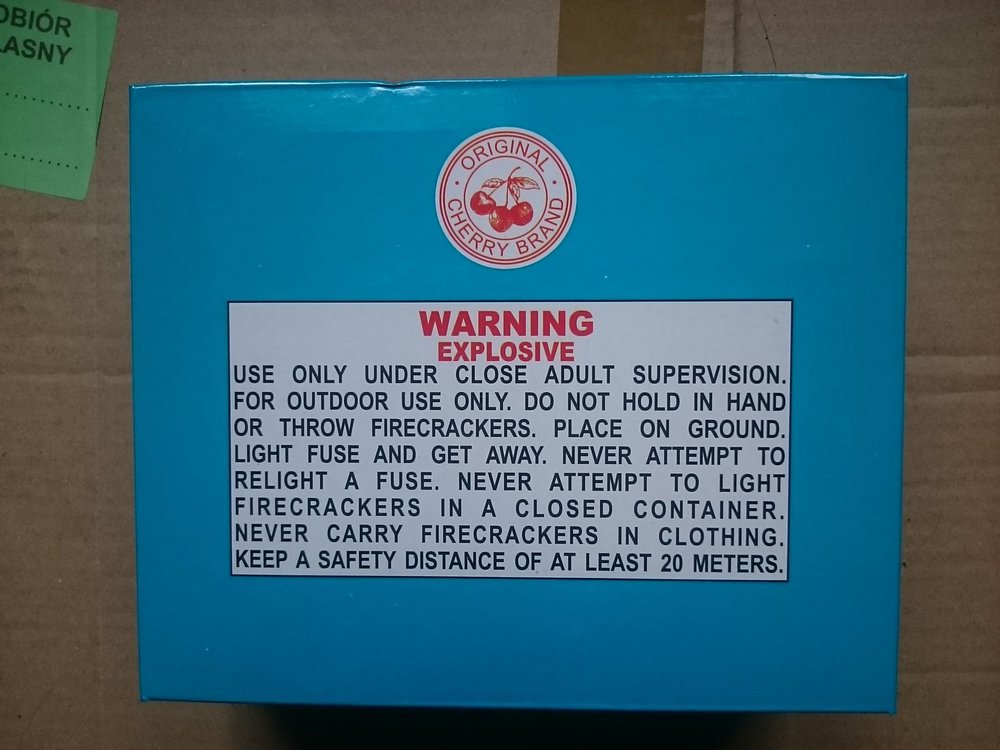 ORIGINAL
CHERRY BRAND
WARNING
EXPLOSIVE
USE ONLY UNDER CLOSE ADULT SUPERVISION.
FOR OUTDOOR USE ONLY. DO NOT HOLD IN HAND
OR THROW FIRECRACKERS. PLACE ON GROUND.
LIGHT FUSE AND GET AWAY. NEVER ATTEMPT TO
RELIGHT A FUSE. NEVER ATTEMPT TO LIGHT
FIRECRACKERS IN A CLOSED CONTAINER.
NEVER CARRY FIRECRACKERS IN CLOTHING.
KEEP A SAFETY DISTANCE OF AT LEAST 20 METERS.